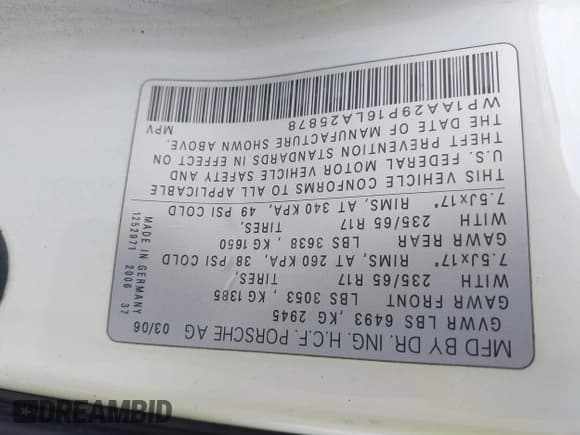 MFD BY DR. ING. H.C.F. PORSCHE AG
03/06
GVWR LBS 6493 , KG 2945
GAWR FRONT LBS 3053 , KG 1385
WITH 235/65 R17 TIRES,
7.5Jx17" RIMS, AT 260 KPA, 38 PSI COLD
GAWR REAR LBS 3638 , KG 1650
WITH 235/65 R17 TIRES,
7.5Jx17" RIMS, AT 340 KPA, 49 PSI COLD
THIS VEHICLE CONFORMS TO ALL APPLICABLE
U.S. FEDERAL MOTOR VEHICLE SAFETY AND
THEFT PREVENTION STANDARDS IN EFFECT ON
THE DATE OF MANUFACTURE SHOWN ABOVE.
WP1AA29P16LA25878 MPV
MADE IN GERMANY
1252971 2006 37
DREAMBID